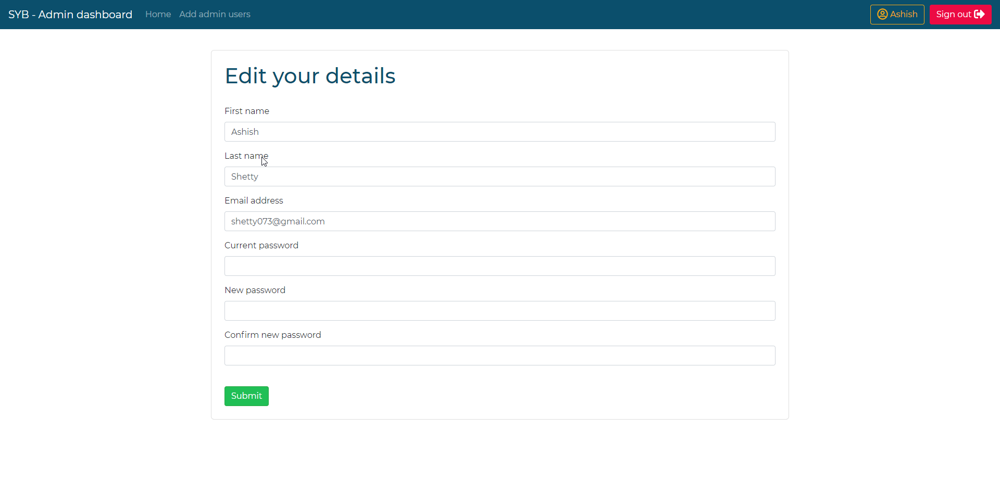 SYB - Admin dashboard Home Add admin users Ashish Sign out
Edit your details
First name
Ashish
Last name
Shetty
Email address
shetty073@gmail.com
Current password
New password
Confirm new password
Submit